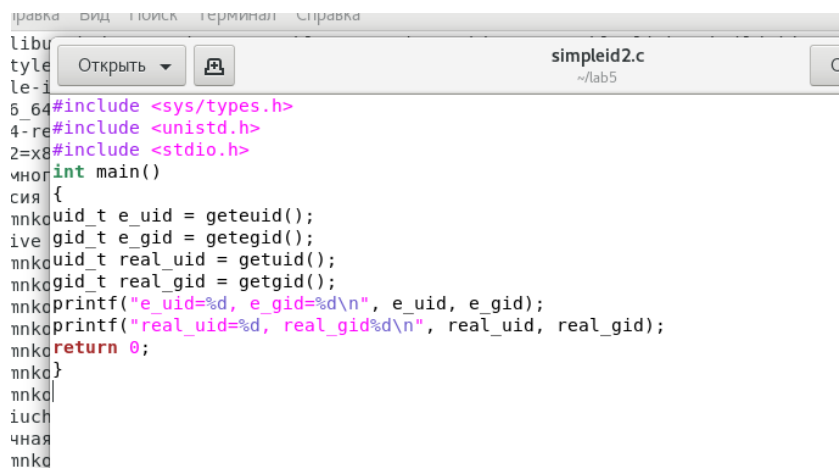 Вид Поиск Терминал Справка
Открыть
simpleid2.c
~/lab5
#include <sys/types.h>
#include <unistd.h>
#include <stdio.h>
int main()
{
uid_t e_uid = geteuid();
gid_t e_gid = getegid();
uid_t real_uid = getuid();
gid_t real_gid = getgid();
printf("e_uid=%d, e_gid=%d\n", e_uid, e_gid);
printf("real_uid=%d, real_gid%d\n", real_uid, real_gid);
return 0;
}